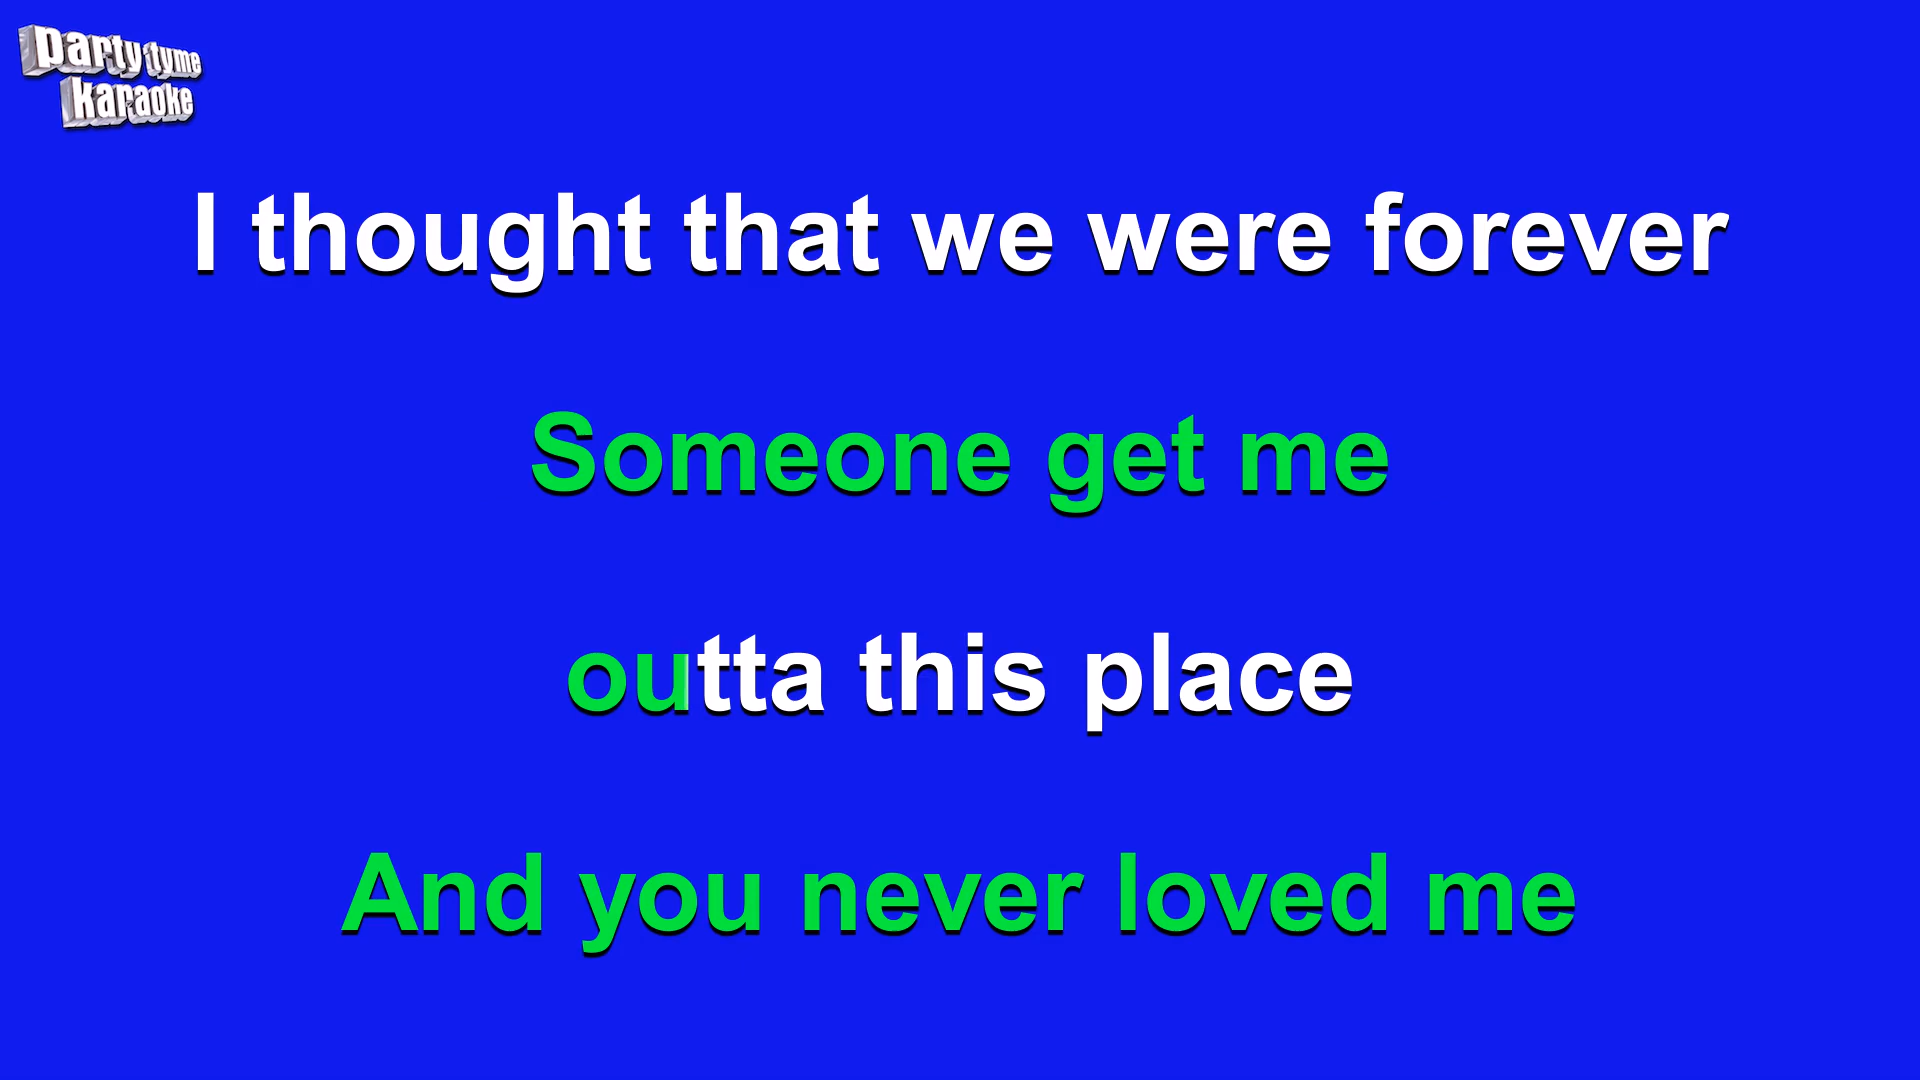 party tyme
karaoke
I thought that we were forever
Someone get me
outta this place
And you never loved me